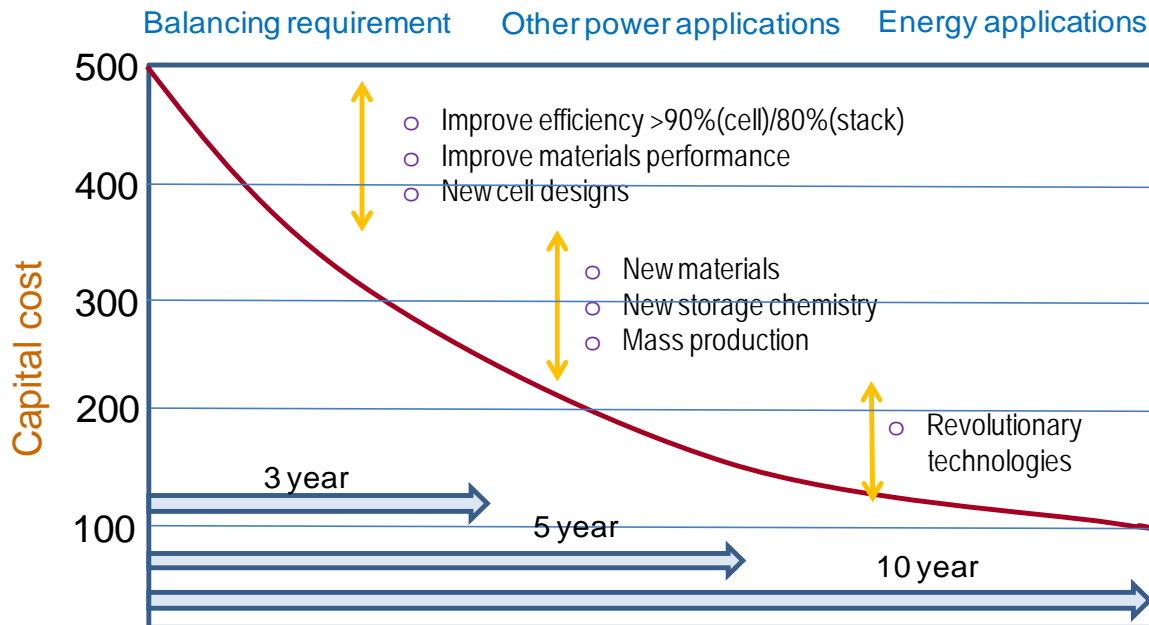 Balancing requirement
Other power applications
Energy applications
500
400
300
200
100
Capital cost
○ Improve efficiency >90%(cell)/80%(stack)
○ Improve materials performance
○ New cell designs
○ New materials
○ New storage chemistry
○ Mass production
○ Revolutionary
technologies
3 year
5 year
10 year